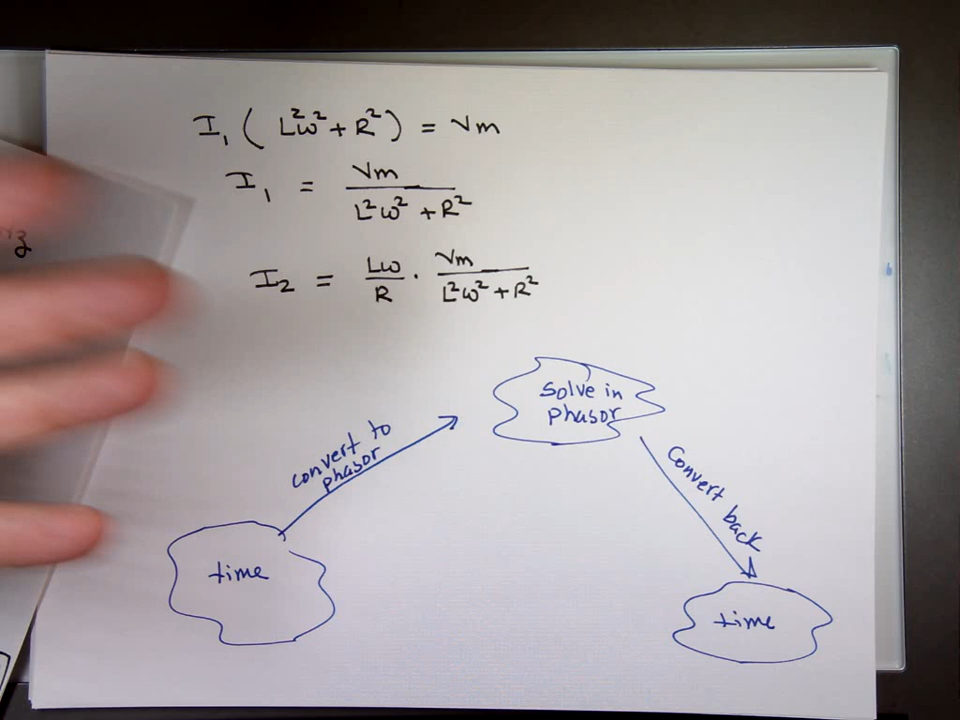 I₁ ( L²ω² + R² ) = Vm
I₁ = Vm / L²ω² + R²
I₂ = Lω / R · Vm / L²ω² + R²
solve in
phasor
convert to
phasor
Convert back
time
time